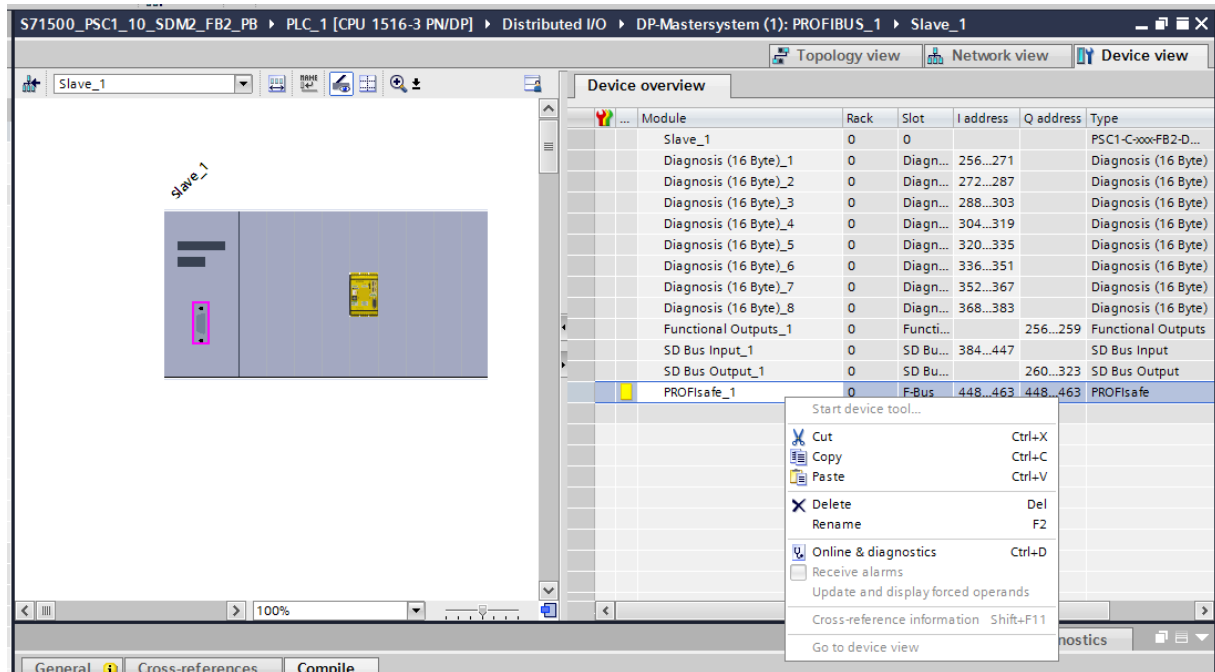 S71500_PSC1_10_SDM2_FB2_PB ▸ PLC_1 [CPU 1516-3 PN/DP] ▸ Distributed I/O ▸ DP-Mastersystem (1): PROFIBUS_1 ▸ Slave_1
Topology view Network view Device view
Slave_1
Device overview
... Module Rack Slot I address Q address Type
Slave_1 0 0 PSC1-C-xxx-FB2-D...
Diagnosis (16 Byte)_1 0 Diagn... 256...271 Diagnosis (16 Byte)
Diagnosis (16 Byte)_2 0 Diagn... 272...287 Diagnosis (16 Byte)
Diagnosis (16 Byte)_3 0 Diagn... 288...303 Diagnosis (16 Byte)
Diagnosis (16 Byte)_4 0 Diagn... 304...319 Diagnosis (16 Byte)
Diagnosis (16 Byte)_5 0 Diagn... 320...335 Diagnosis (16 Byte)
Diagnosis (16 Byte)_6 0 Diagn... 336...351 Diagnosis (16 Byte)
Diagnosis (16 Byte)_7 0 Diagn... 352...367 Diagnosis (16 Byte)
Diagnosis (16 Byte)_8 0 Diagn... 368...383 Diagnosis (16 Byte)
Functional Outputs_1 0 Functi... 256...259 Functional Outputs
SD Bus Input_1 0 SD Bu... 384...447 SD Bus Input
SD Bus Output_1 0 SD Bu... 260...323 SD Bus Output
PROFIsafe_1 0 F-Bus 448...463 448...463 PROFIsafe
Slave_1
Start device tool...
Cut Ctrl+X
Copy Ctrl+C
Paste Ctrl+V
Delete Del
Rename F2
Online & diagnostics Ctrl+D
Receive alarms
Update and display forced operands
Cross-reference information Shift+F11
Go to device view
100%
nostics
General Cross-references Compile